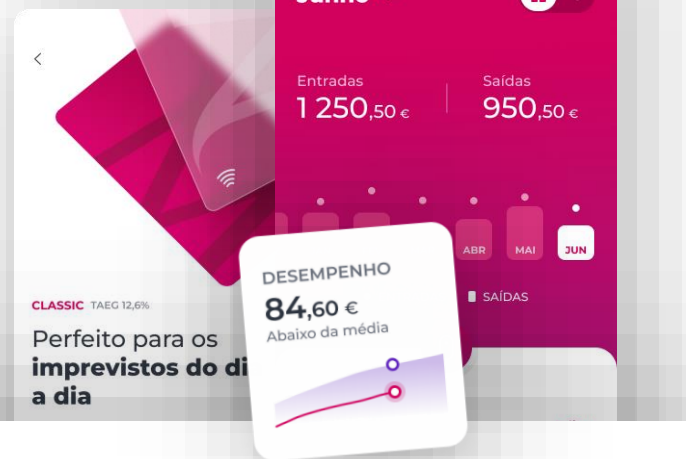 Junho
Entradas
1 250,50 €
Saídas
950,50 €
ABR
MAI
JUN
SAÍDAS
DESEMPENHO
84,60 €
Abaixo da média
CLASSIC TAEG 12,6%
Perfeito para os
imprevistos do di
a dia